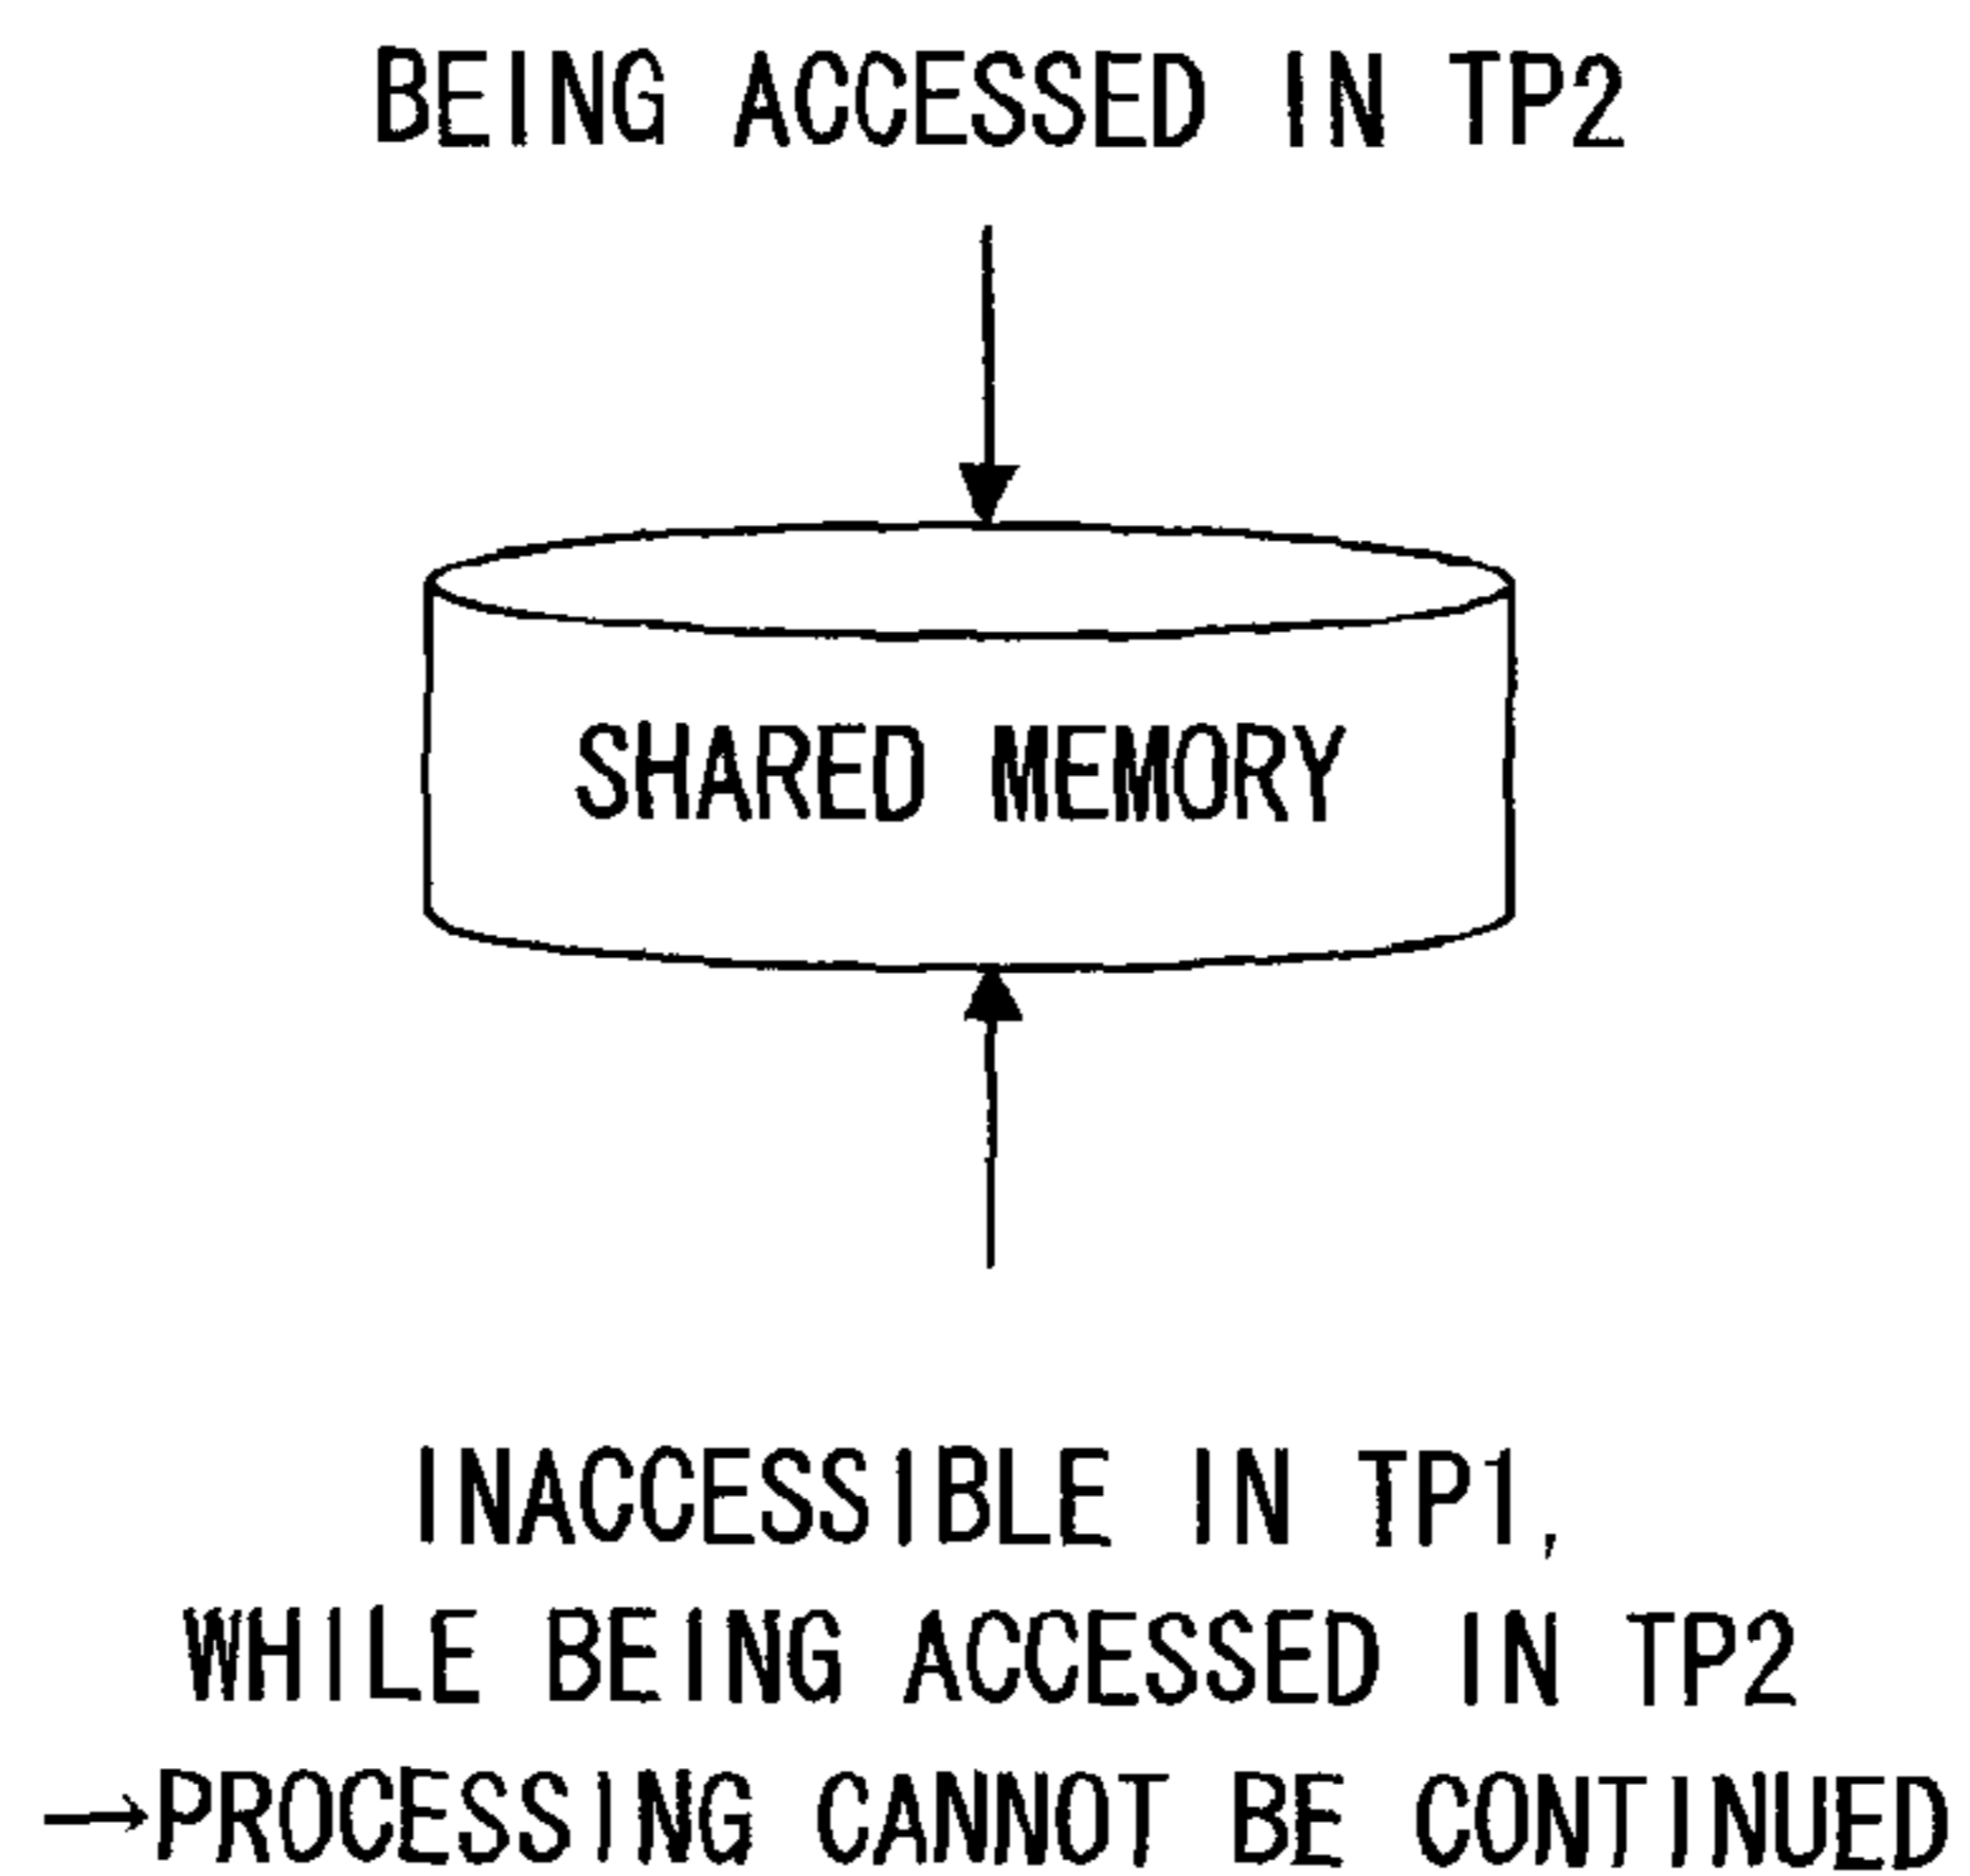 BEING ACCESSED IN TP2
SHARED MEMORY
INACCESSIBLE IN TP1,
WHILE BEING ACCESSED IN TP2
→PROCESSING CANNOT BE CONTINUED